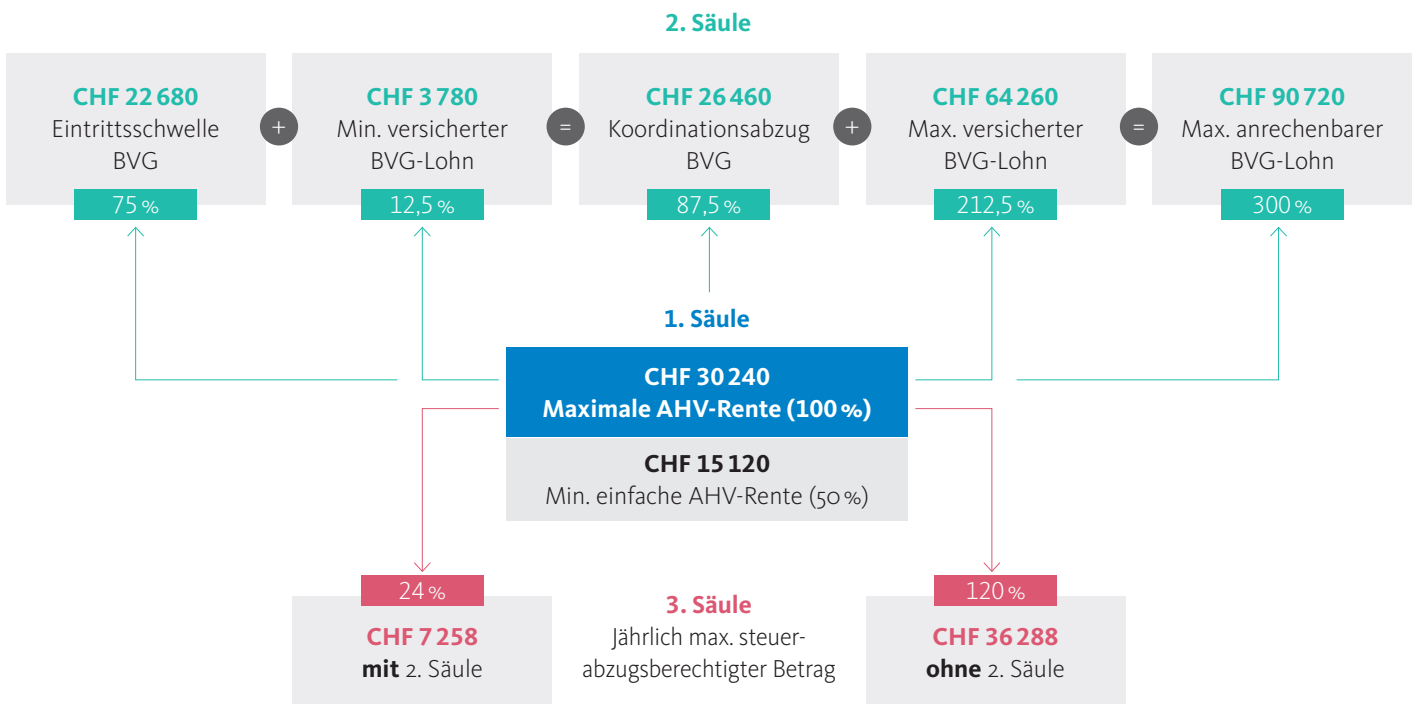 2. Säule
CHF 22 680
Eintrittsschwelle
BVG
75 %
+
CHF 3 780
Min. versicherter
BVG-Lohn
12,5 %
=
CHF 26 460
Koordinationsabzug
BVG
87,5 %
+
CHF 64 260
Max. versicherter
BVG-Lohn
212,5 %
=
CHF 90 720
Max. anrechenbarer
BVG-Lohn
300 %
1. Säule
CHF 30 240
Maximale AHV-Rente (100 %)
CHF 15 120
Min. einfache AHV-Rente (50 %)
24 %
CHF 7 258
mit 2. Säule
3. Säule
Jährlich max. steuer-
abzugsberechtigter Betrag
120 %
CHF 36 288
ohne 2. Säule